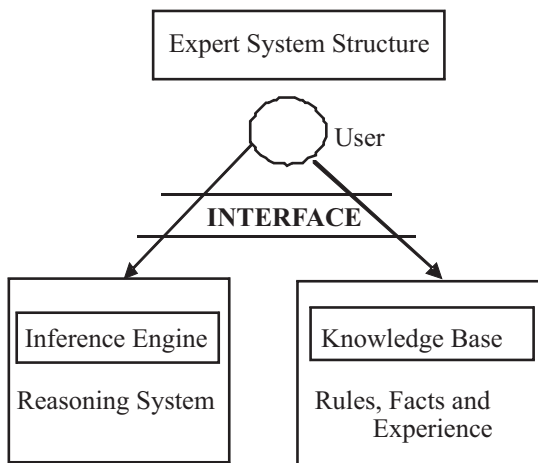 Expert System Structure
User
INTERFACE
Inference Engine
Reasoning System
Knowledge Base
Rules, Facts and
Experience